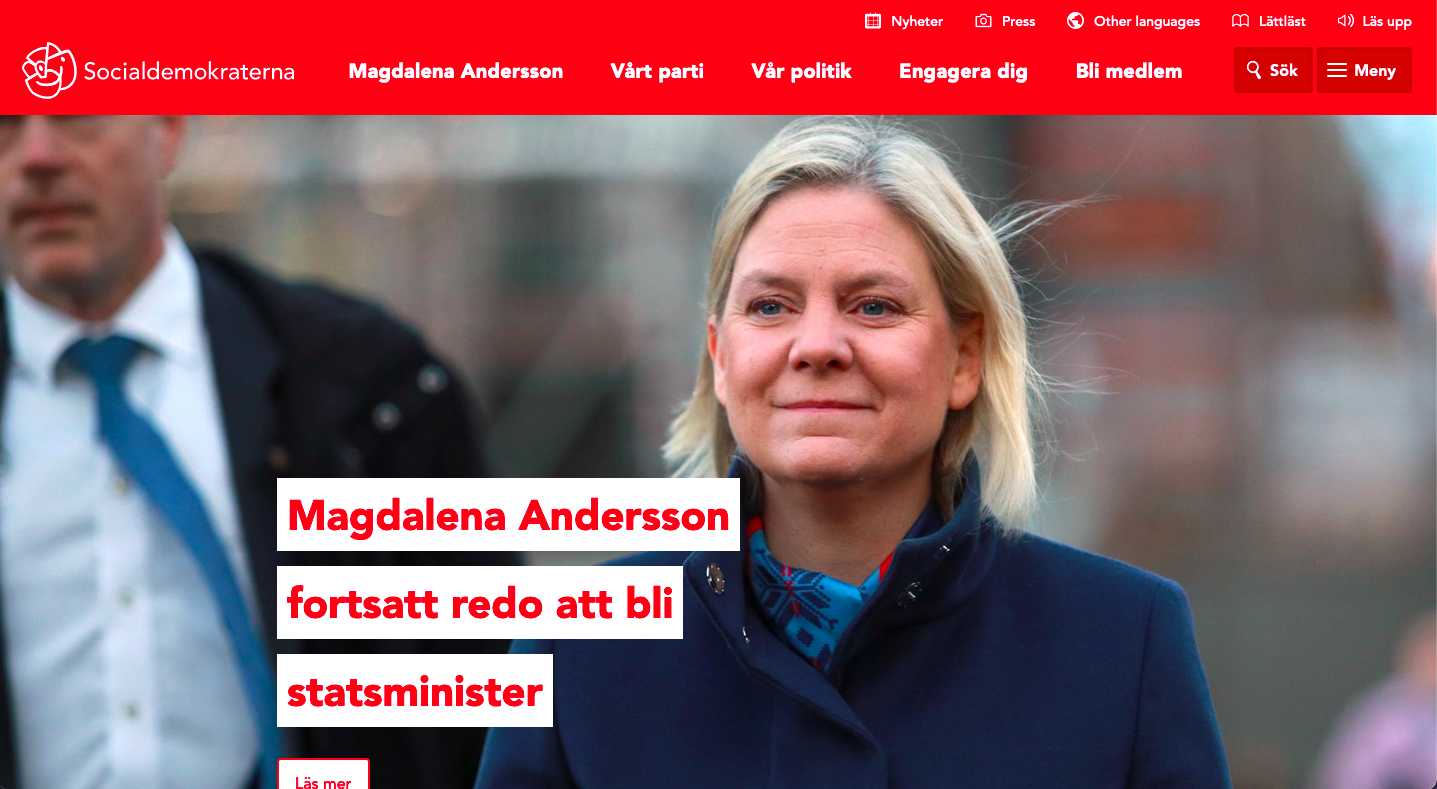 Nyheter
Press
Other languages
Lättläst
Läs upp
Socialdemokraterna
Magdalena Andersson
Vårt parti
Vår politik
Engagera dig
Bli medlem
Sök
Meny
Magdalena Andersson
fortsatt redo att bli
statsminister
Läs mer